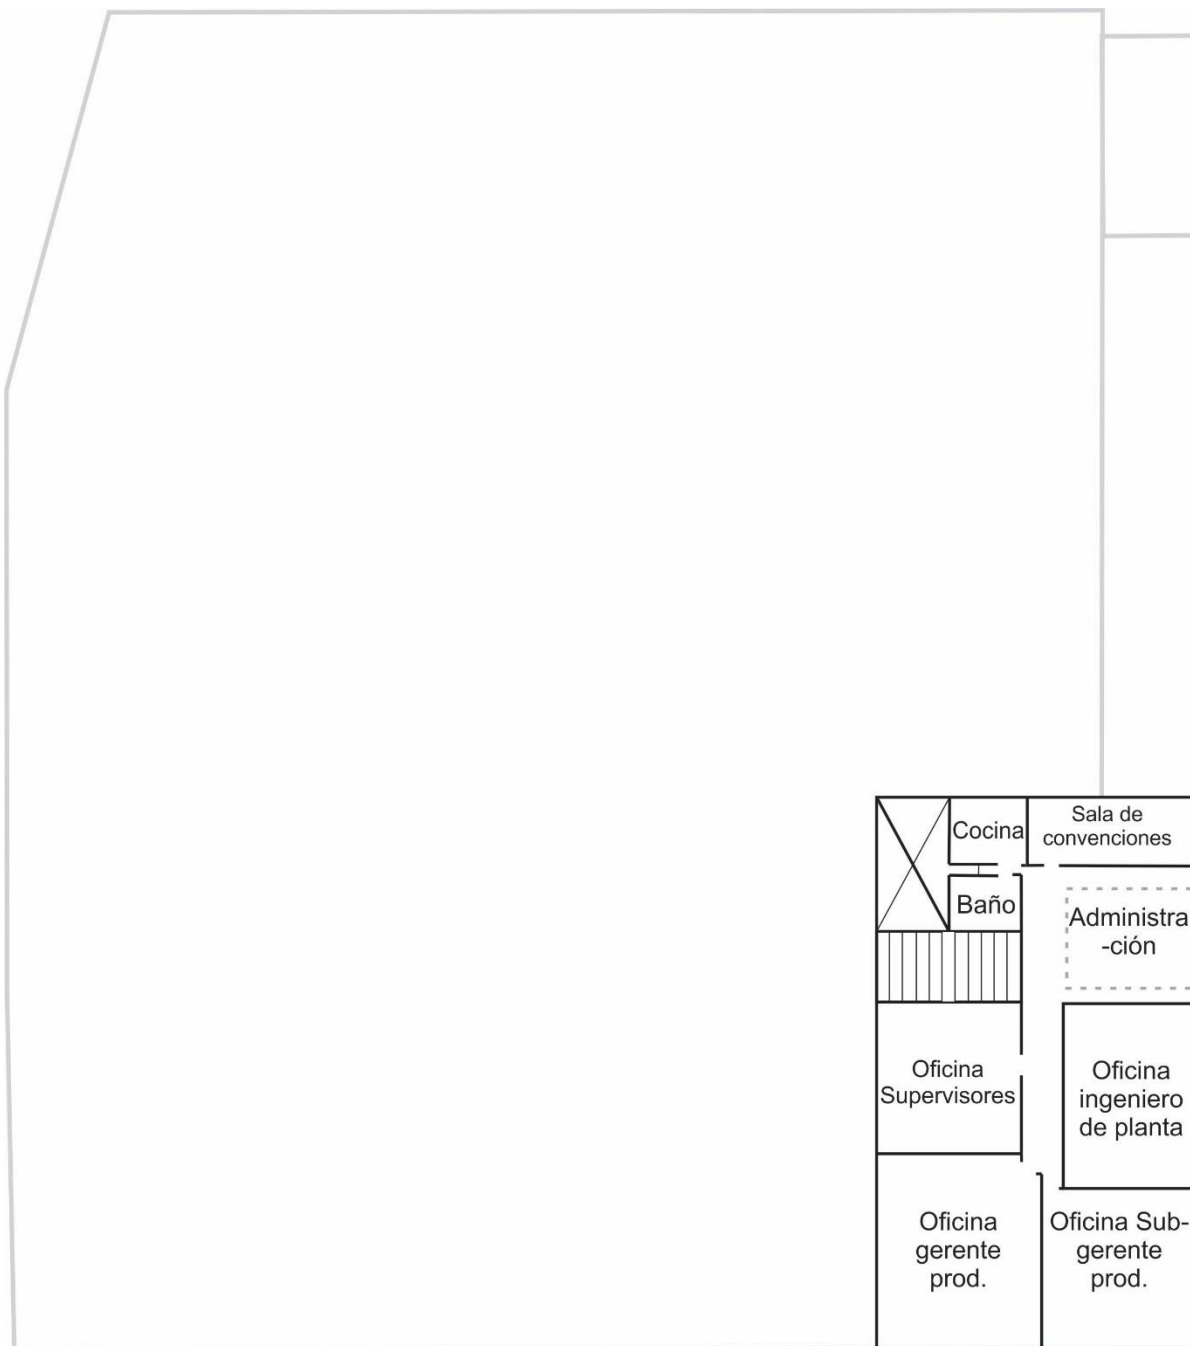 Cocina
Sala de
convenciones
Baño
Administra
-ción
Oficina
Supervisores
Oficina
ingeniero
de planta
Oficina
gerente
prod.
Oficina Sub-
gerente
prod.